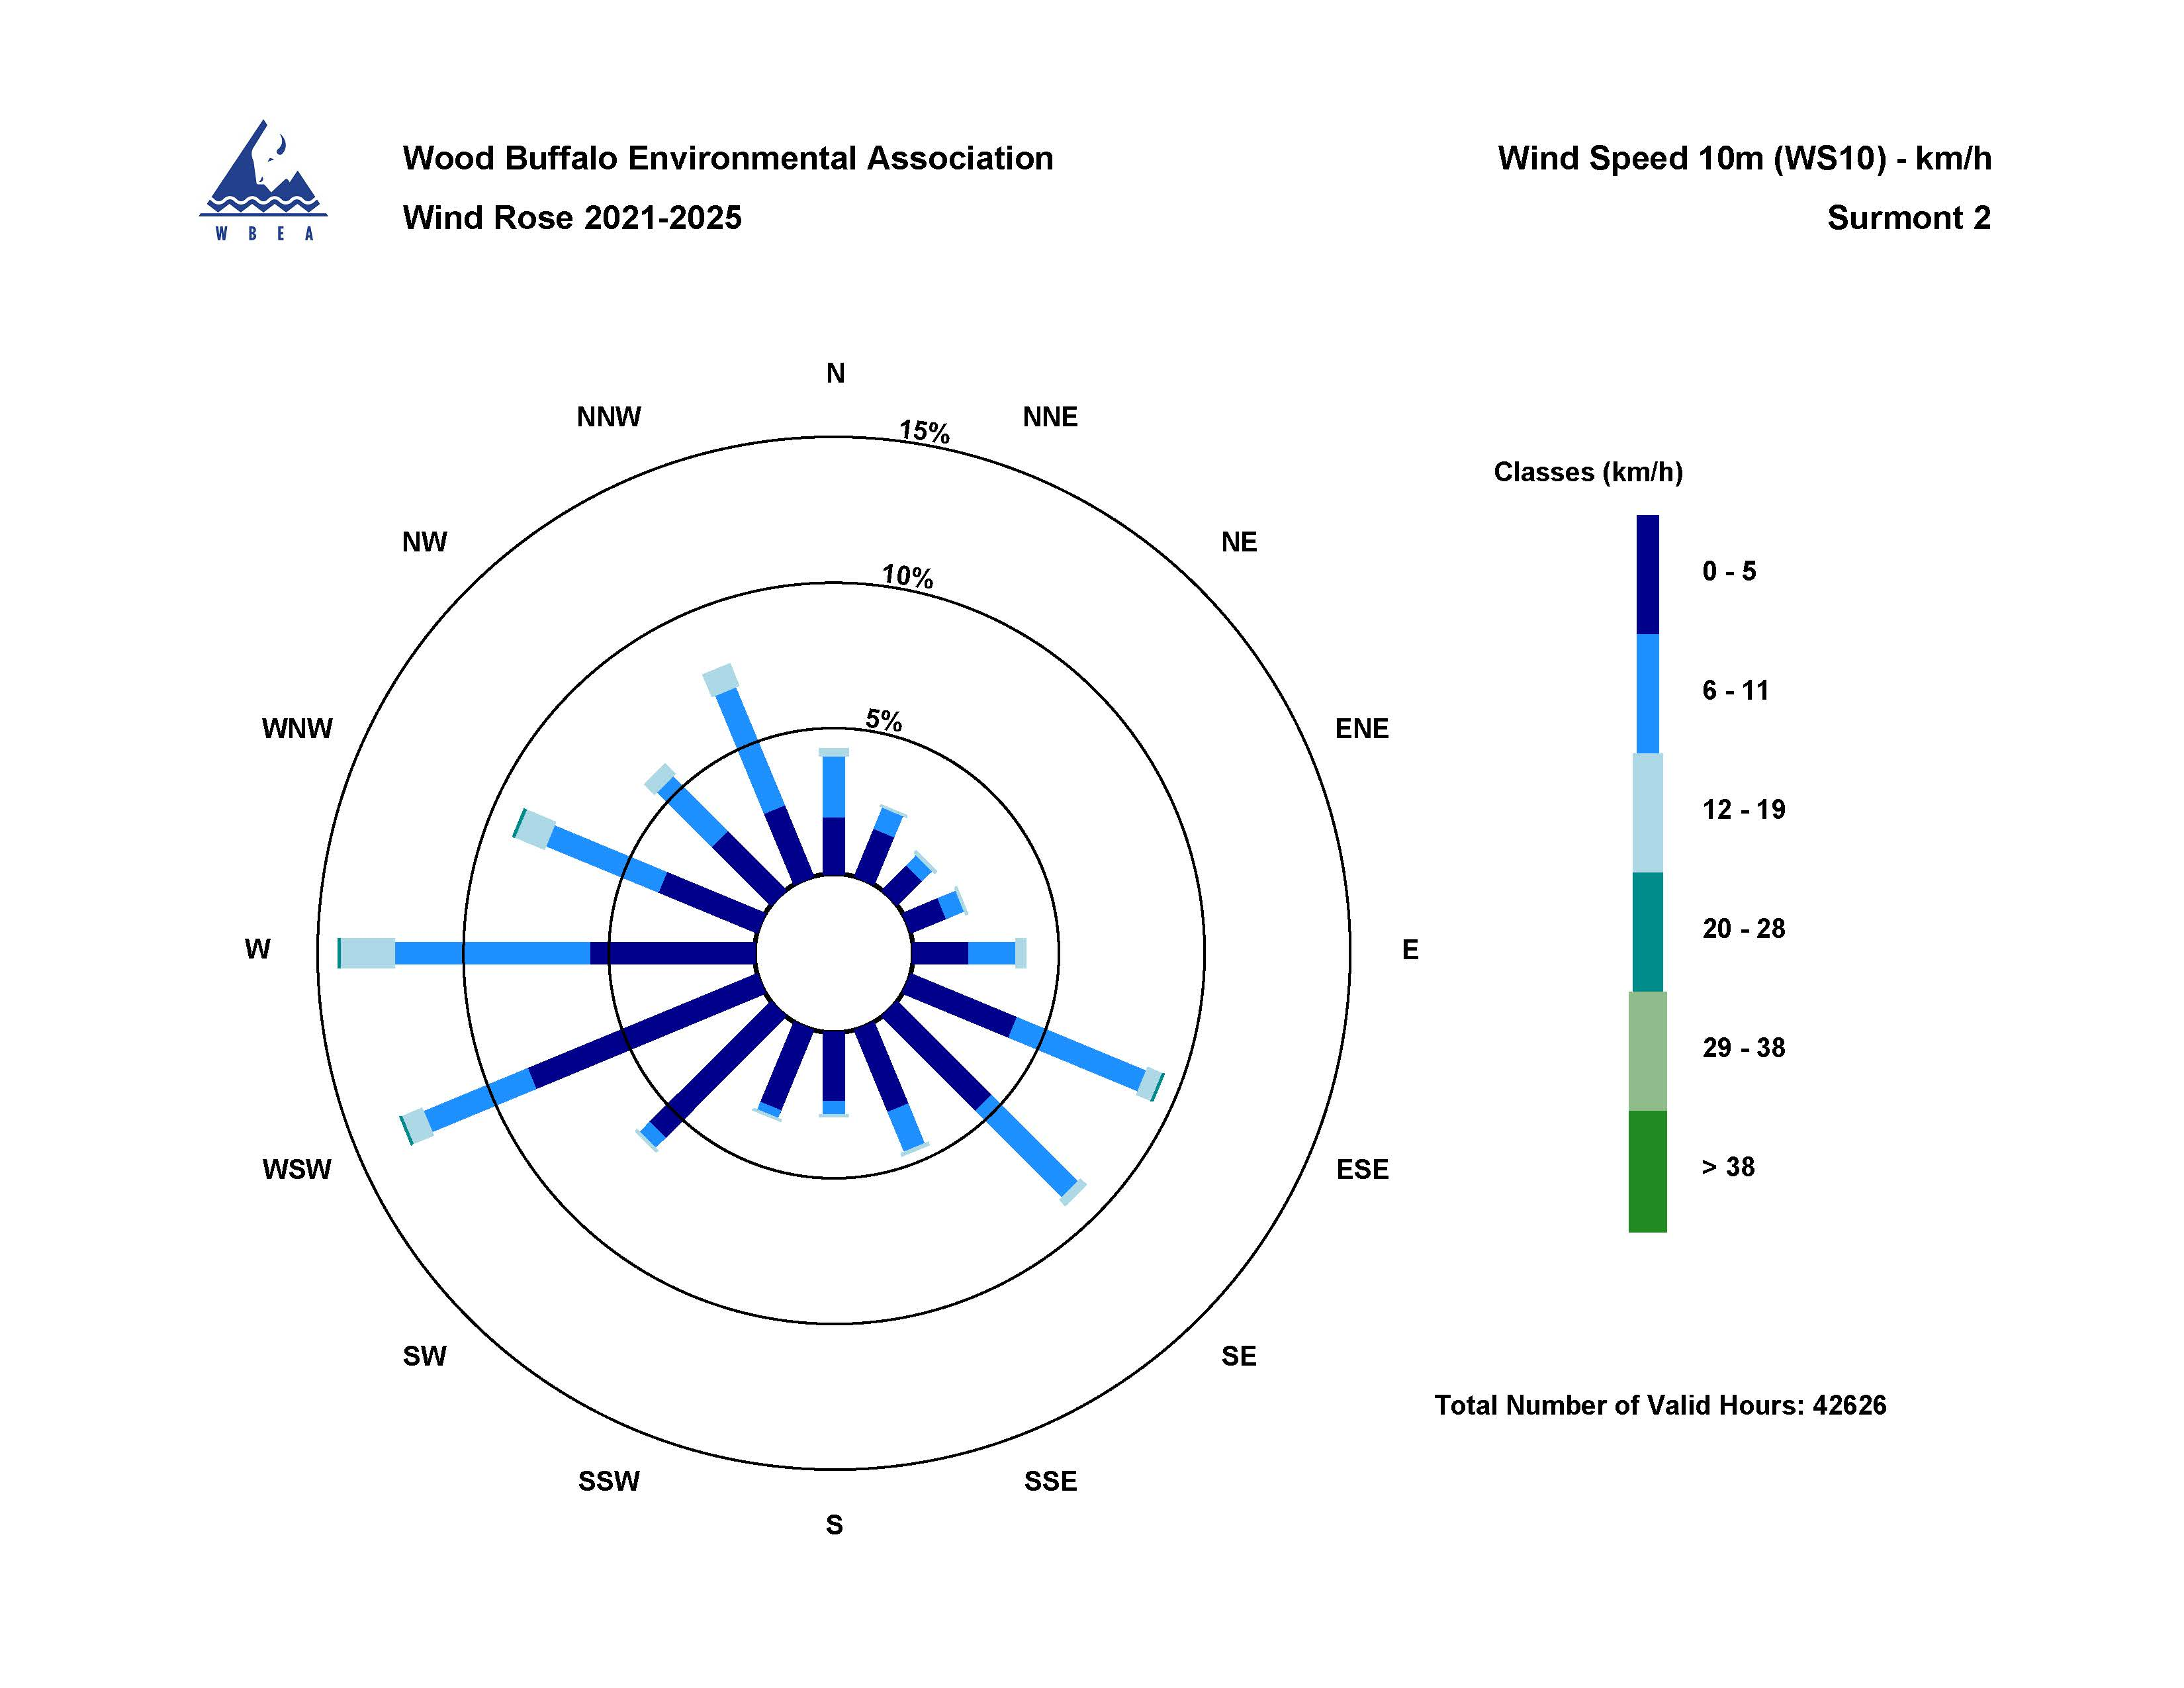 Wood Buffalo Environmental Association
Wind Speed 10m (WS10) - km/h
Wind Rose 2021-2025
Surmont 2
W B E A
N
NNW
NNE
15%
NW
NE
10%
WNW
ENE
5%
W
E
WSW
ESE
SW
SE
SSW
SSE
S
Classes (km/h)
0 - 5
6 - 11
12 - 19
20 - 28
29 - 38
> 38
Total Number of Valid Hours: 42626